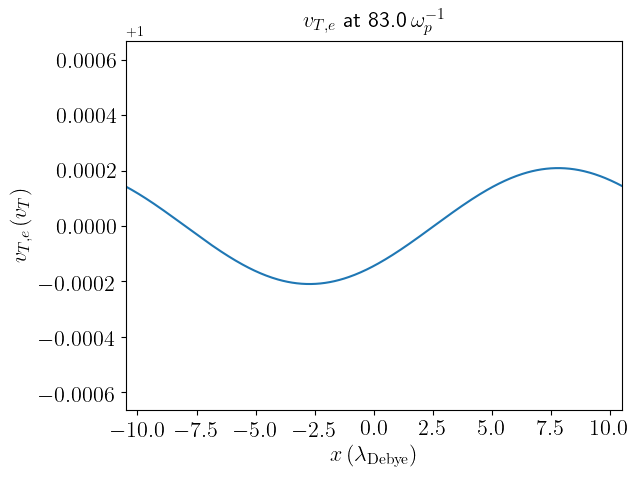 v_{T,e} at 83.0 ω_p^{-1}
+1
0.0006
0.0004
0.0002
0.0000
−0.0002
−0.0004
−0.0006
v_{T,e} (v_T)
−10.0 −7.5 −5.0 −2.5 0.0 2.5 5.0 7.5 10.0
x (λ_{Debye})